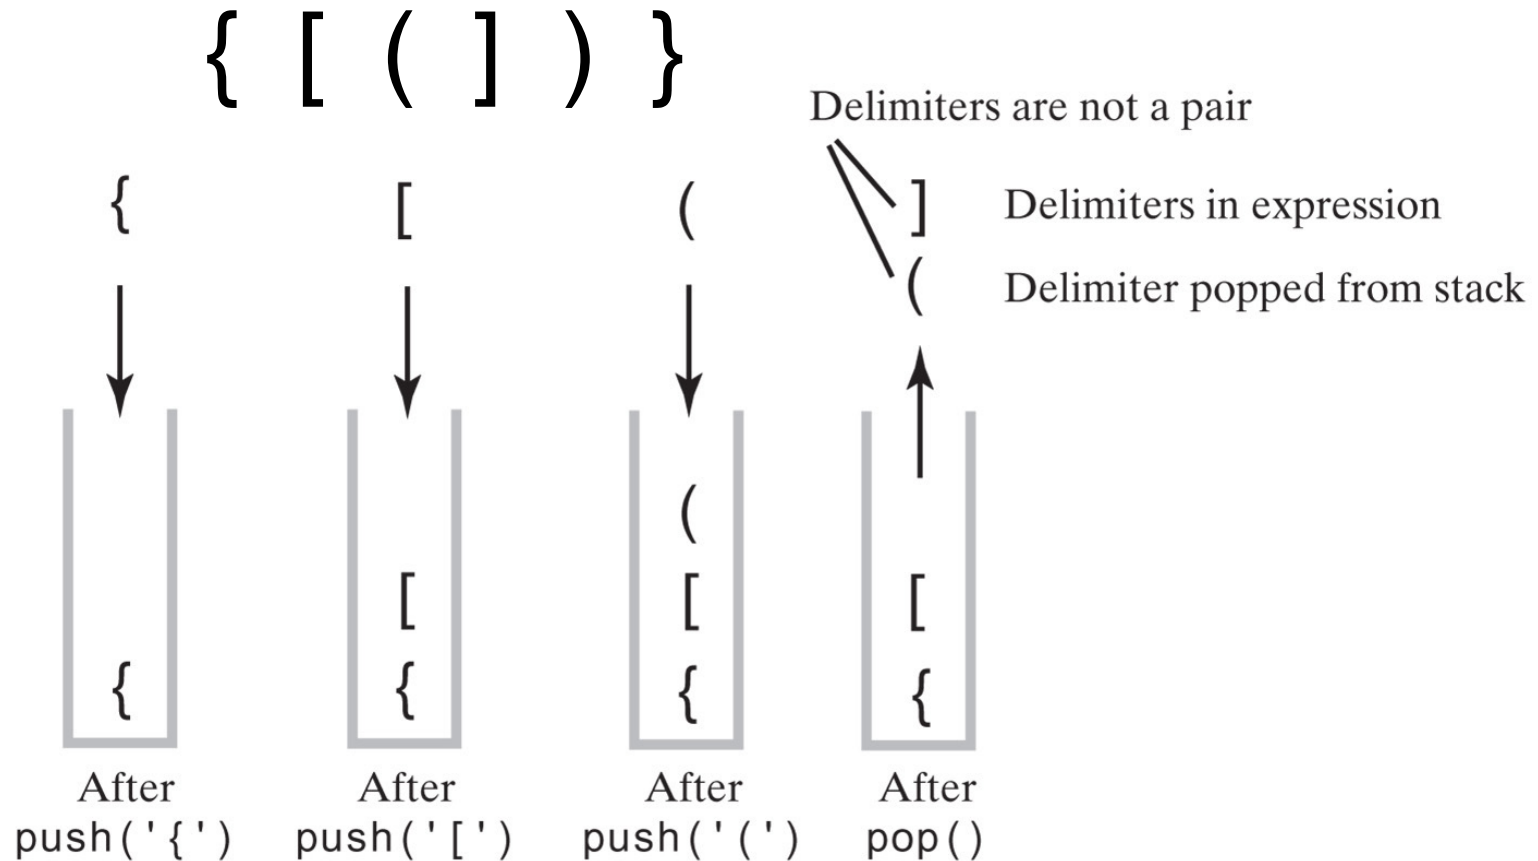 { [ ( ] ) }
Delimiters are not a pair
{ [ ( ] Delimiters in expression
( Delimiter popped from stack
(
[ [ [
{ { { {
After After After After
push('{') push('[') push('(') pop()